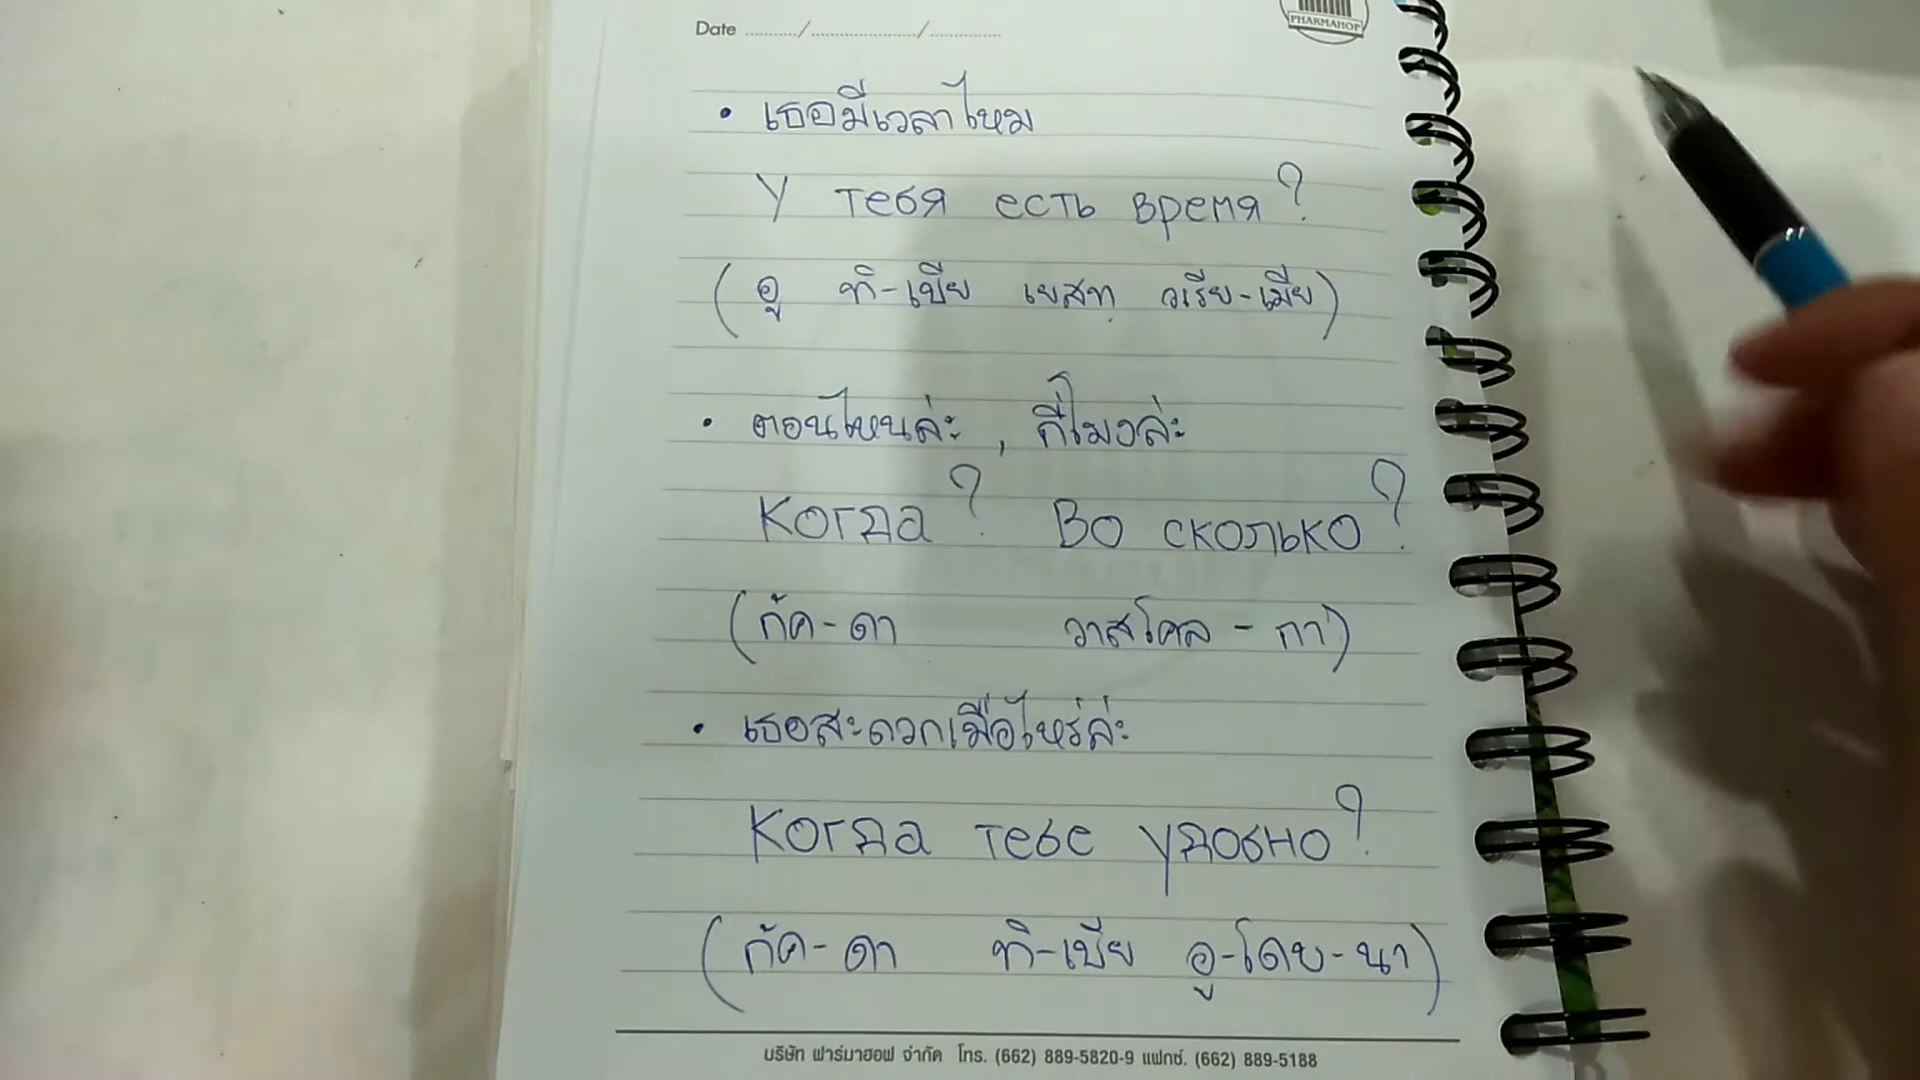 PHARMAHOF
Date ........../...................../..............
• เธอมีเวลาไหม
У тебя есть время?
(อู ทิ-เบีย เยสทฺ วเรีย-เมีย)
• ตอนไหนล่ะ , กี่โมงล่ะ
Когда? Во сколько?
(กัค-ดา วาสโคล - กา)
• เธอสะดวกเมื่อไหร่ล่ะ
Когда тебе удобно?
(กัค-ดา ทิ-เบีย อู-โดบ-นา)
บริษัท ฟาร์มาฮอฟ จำกัด โทร. (662) 889-5820-9 แฟกซ์. (662) 889-5188